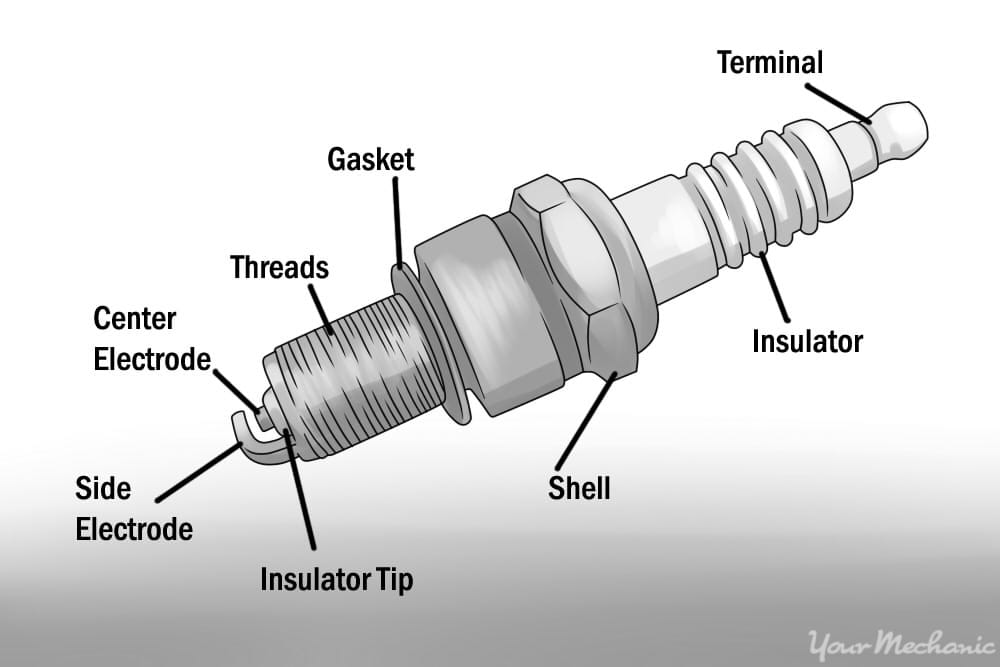 Terminal
Gasket
Threads
Center
Electrode
Insulator
Side
Electrode
Shell
Insulator Tip
YourMechanic